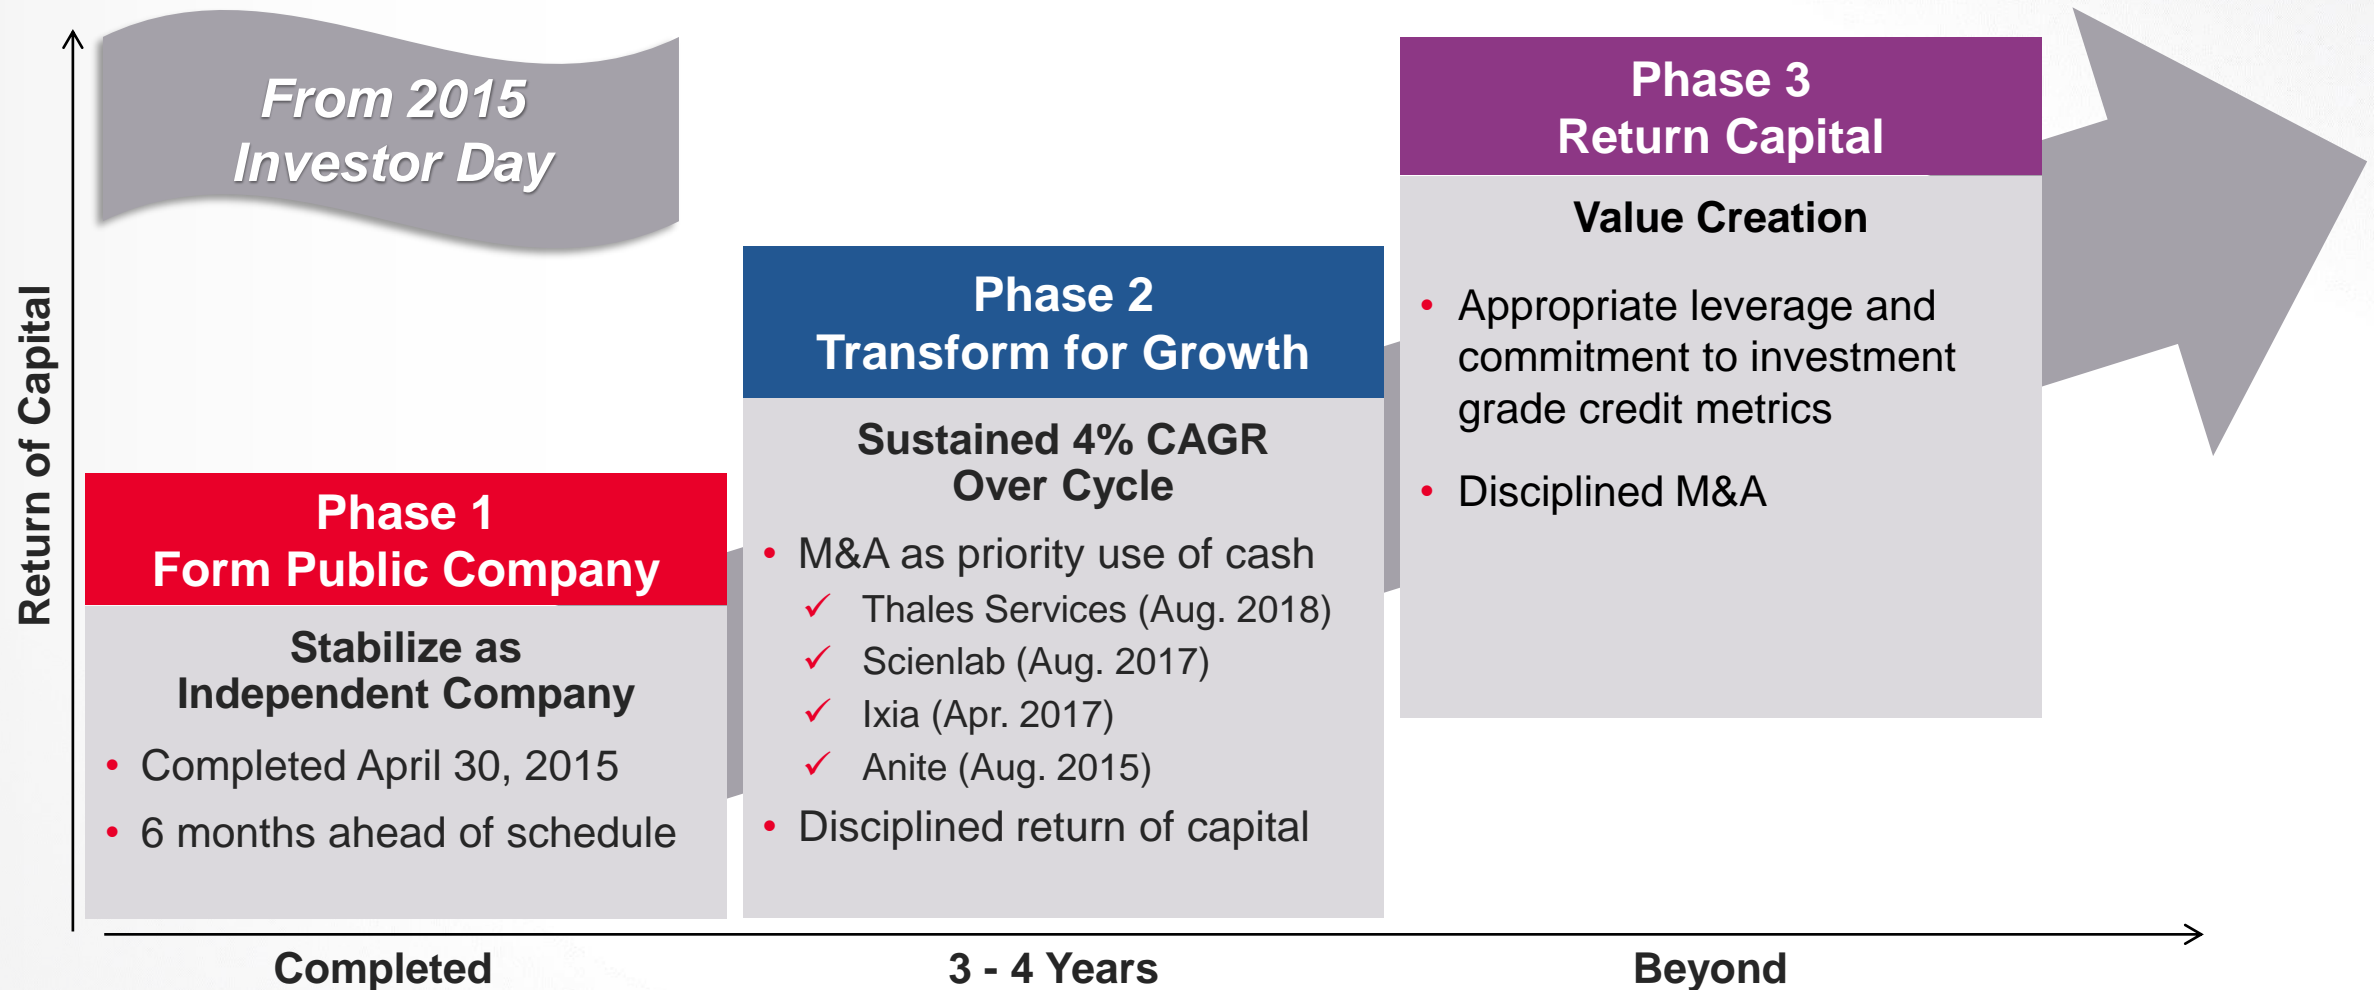 From 2015
Investor Day
Return of Capital
Phase 1
Form Public Company
Stabilize as
Independent Company
• Completed April 30, 2015
• 6 months ahead of schedule
Phase 2
Transform for Growth
Sustained 4% CAGR
Over Cycle
• M&A as priority use of cash
✓ Thales Services (Aug. 2018)
✓ Scienlab (Aug. 2017)
✓ Ixia (Apr. 2017)
✓ Anite (Aug. 2015)
• Disciplined return of capital
Phase 3
Return Capital
Value Creation
• Appropriate leverage and
commitment to investment
grade credit metrics
• Disciplined M&A
Completed
3 - 4 Years
Beyond